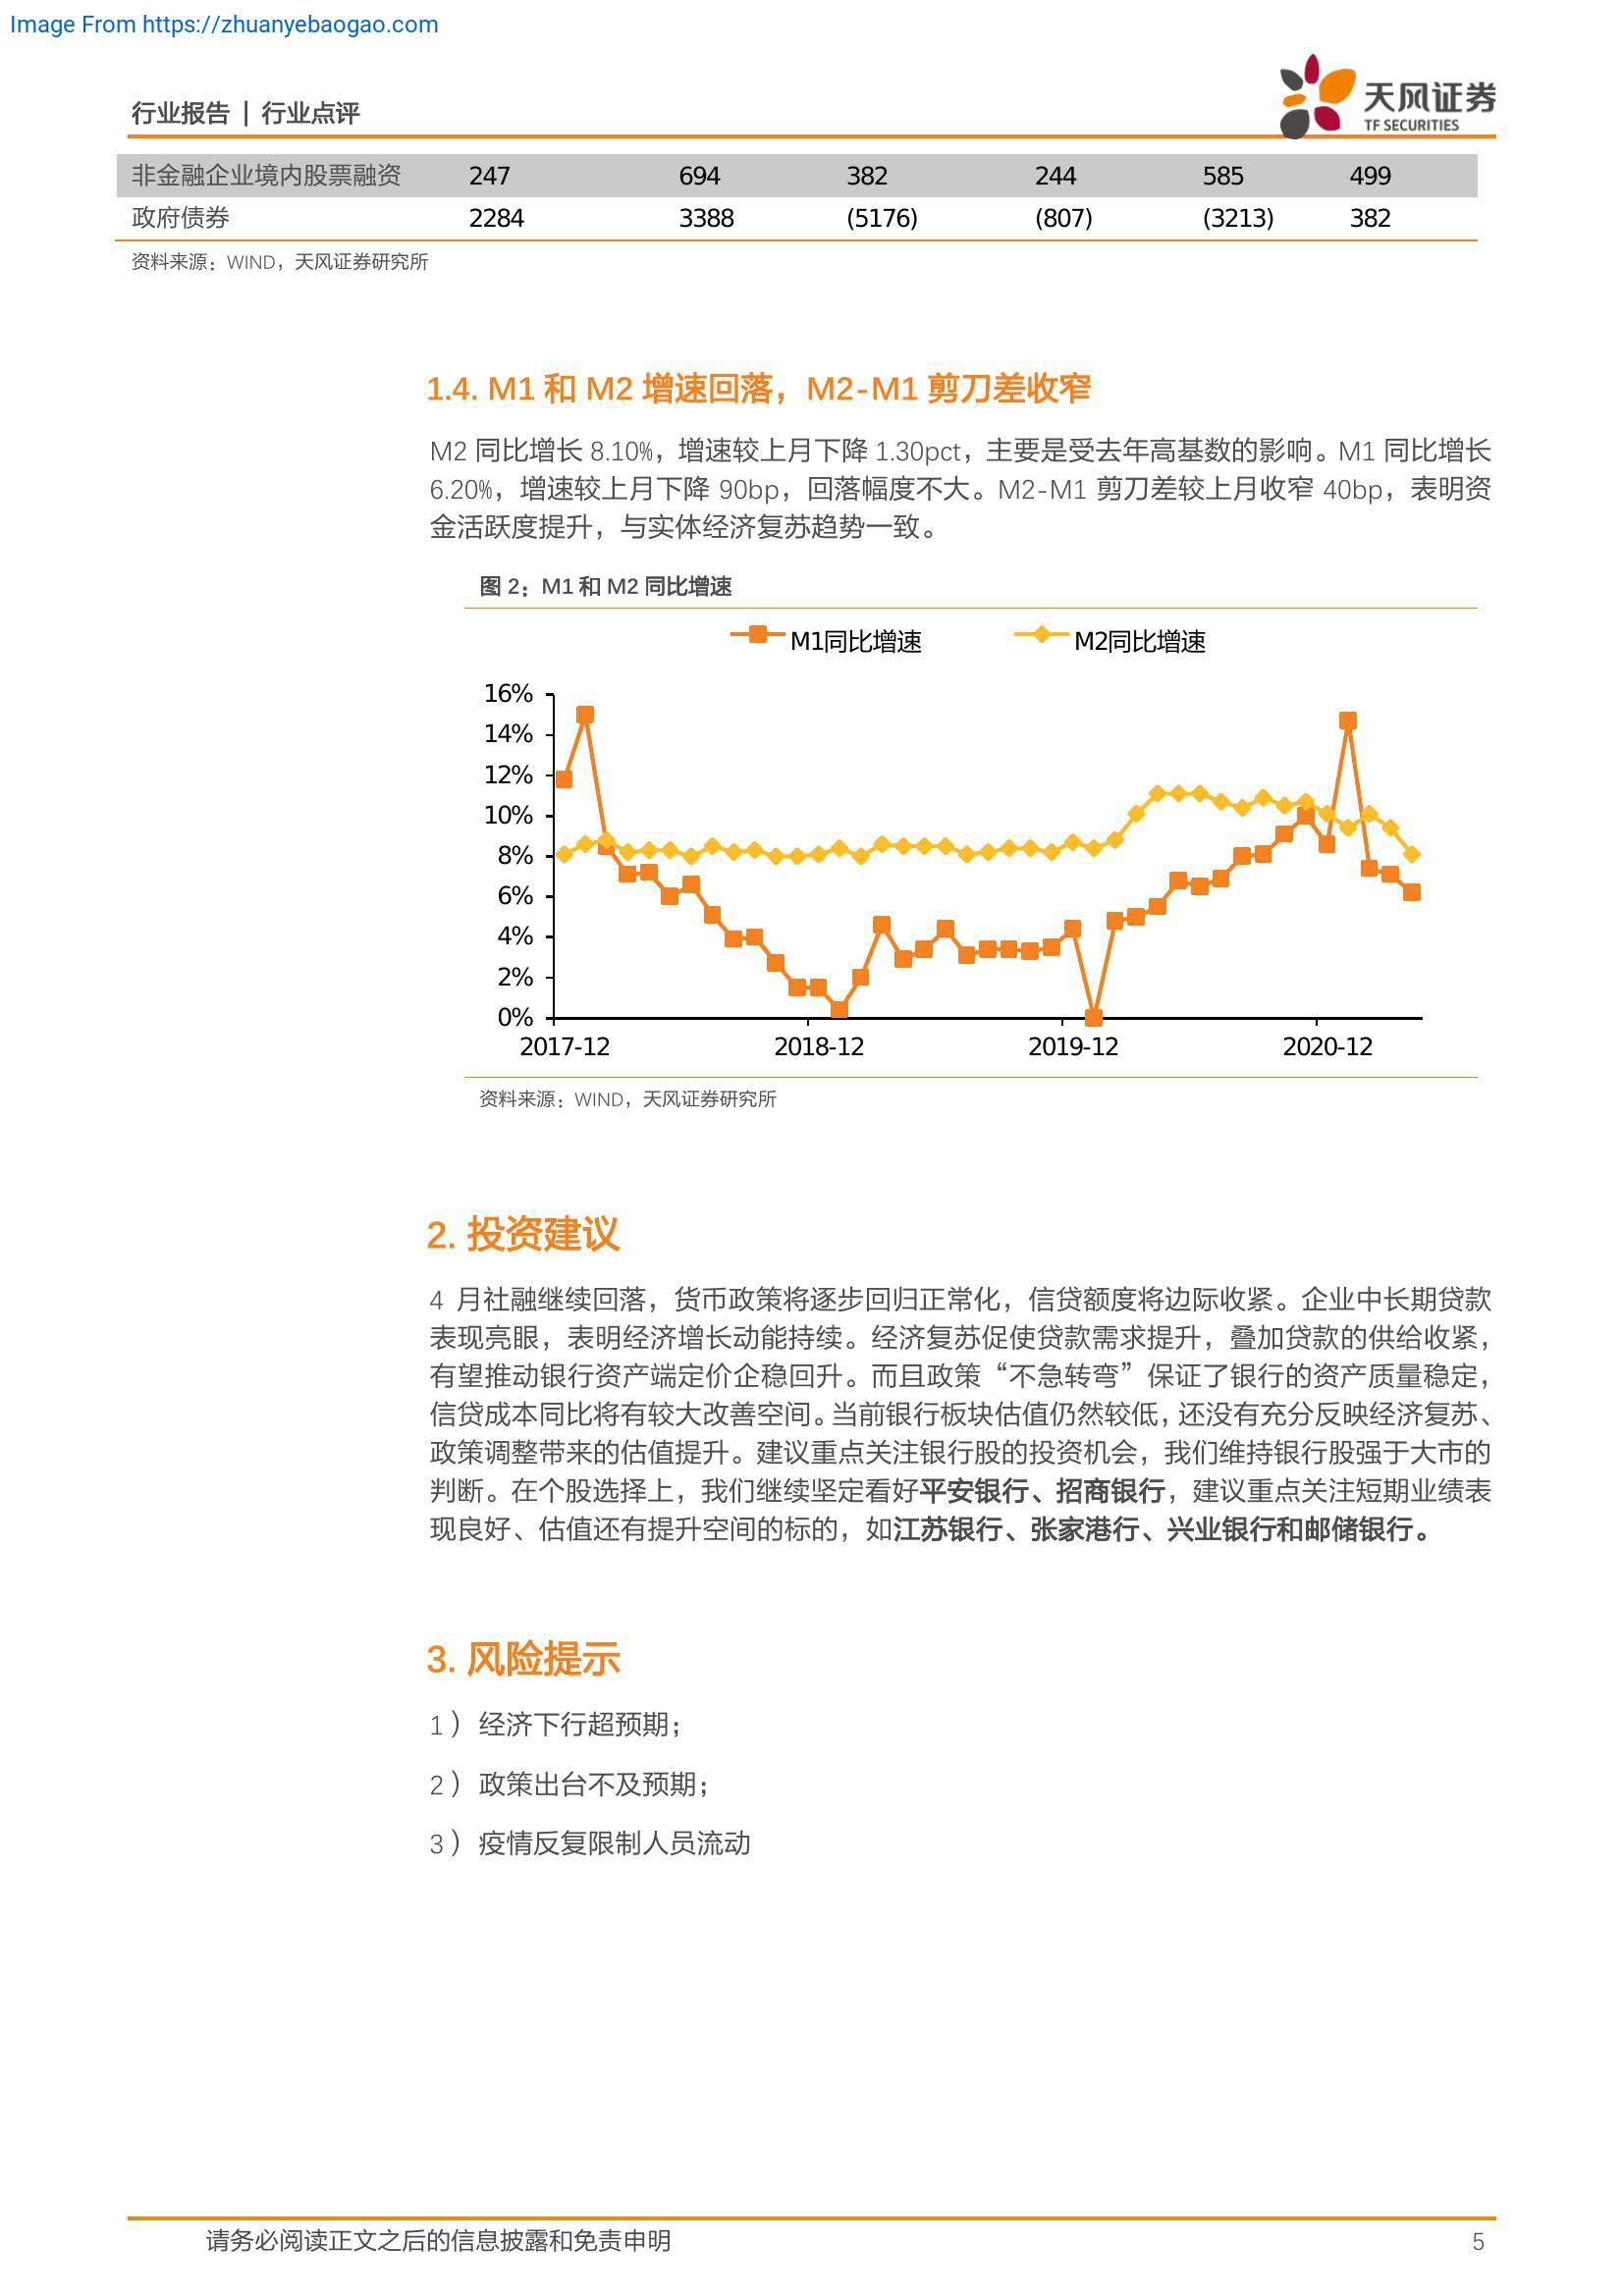 Image From https://zhuanyebaogao.com
行业报告 | 行业点评
天风证券
TF SECURITIES
非金融企业境内股票融资 247 694 382 244 585 499
政府债券 2284 3388 (5176) (807) (3213) 382
资料来源：WIND，天风证券研究所
1.4. M1 和 M2 增速回落，M2-M1 剪刀差收窄
M2 同比增长 8.10%，增速较上月下降 1.30pct，主要是受去年高基数的影响。M1 同比增长
6.20%，增速较上月下降 90bp，回落幅度不大。M2-M1 剪刀差较上月收窄 40bp，表明资
金活跃度提升，与实体经济复苏趋势一致。
图 2：M1 和 M2 同比增速
M1同比增速 M2同比增速
16%
14%
12%
10%
8%
6%
4%
2%
0%
2017-12 2018-12 2019-12 2020-12
资料来源：WIND，天风证券研究所
2. 投资建议
4 月社融继续回落，货币政策将逐步回归正常化，信贷额度将边际收紧。企业中长期贷款
表现亮眼，表明经济增长动能持续。经济复苏促使贷款需求提升，叠加贷款的供给收紧，
有望推动银行资产端定价企稳回升。而且政策“不急转弯”保证了银行的资产质量稳定，
信贷成本同比将有较大改善空间。当前银行板块估值仍然较低，还没有充分反映经济复苏、
政策调整带来的估值提升。建议重点关注银行股的投资机会，我们维持银行股强于大市的
判断。在个股选择上，我们继续坚定看好平安银行、招商银行，建议重点关注短期业绩表
现良好、估值还有提升空间的标的，如江苏银行、张家港行、兴业银行和邮储银行。
3. 风险提示
1） 经济下行超预期；
2） 政策出台不及预期；
3） 疫情反复限制人员流动
请务必阅读正文之后的信息披露和免责申明 5